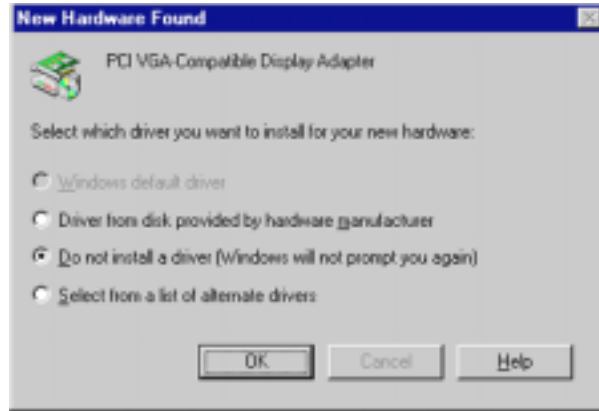 New Hardware Found
PCI VGA-Compatible Display Adapter
Select which driver you want to install for your new hardware:
Windows default driver
Driver from disk provided by hardware manufacturer
Do not install a driver (Windows will not prompt you again)
Select from a list of alternate drivers
OK Cancel Help